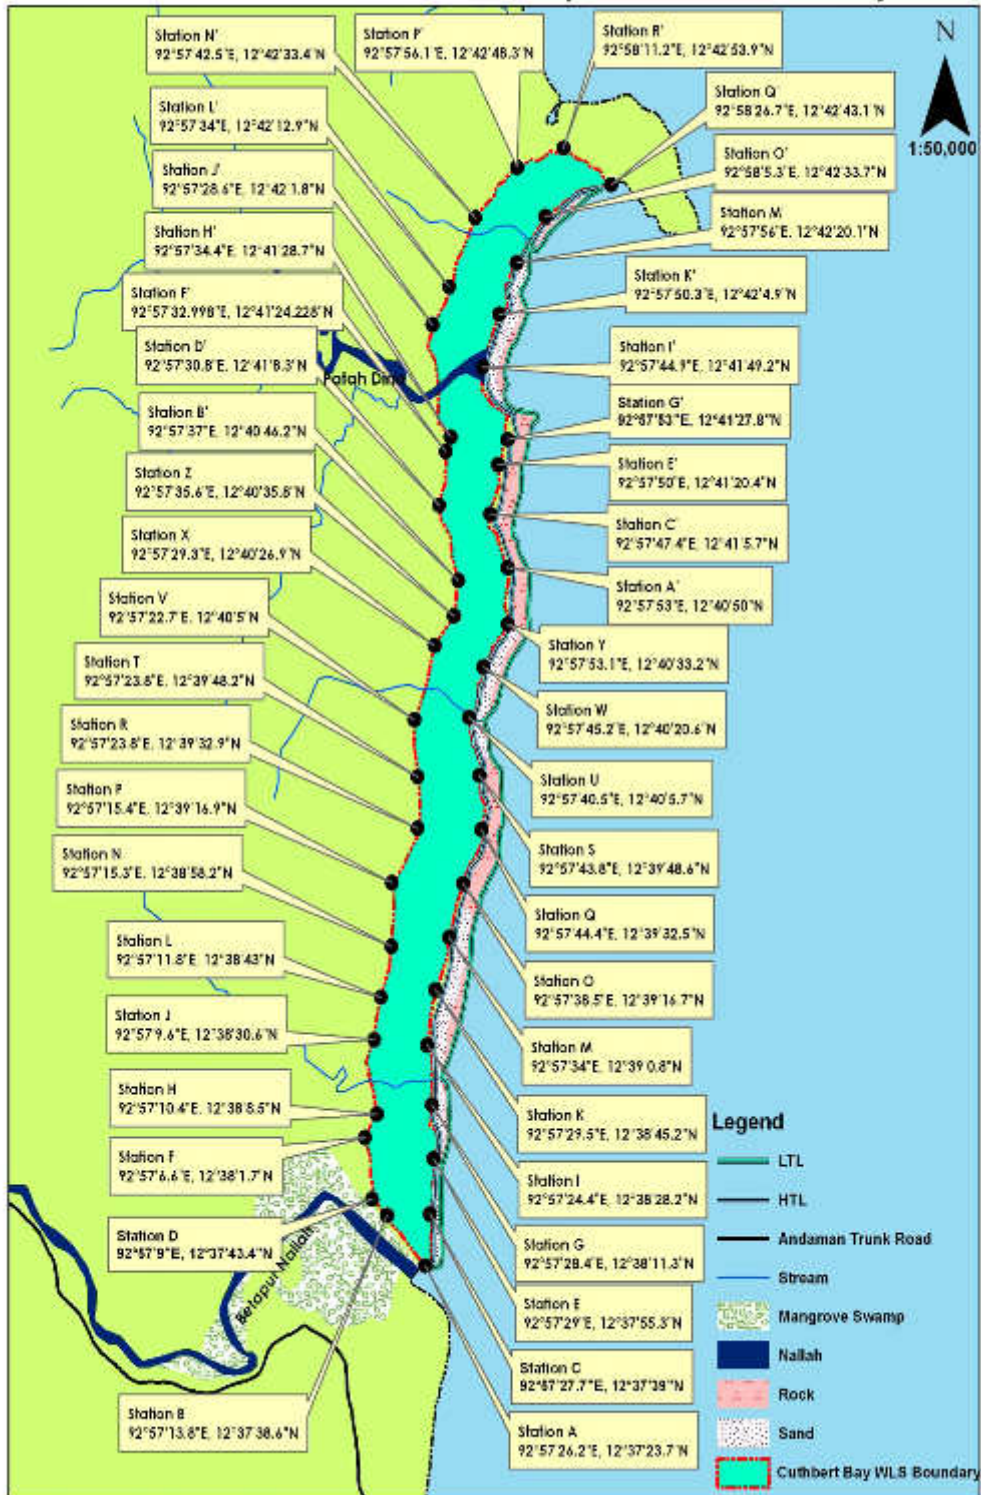 Station N'
92°57'42.5"E, 12°42'33.4"N
Station P'
92°57'56.1"E, 12°42'48.3"N
Station R'
92°58'11.2"E, 12°42'53.9"N
N
1:50,000
Station L'
92°57'34"E, 12°42'12.9"N
Station Q'
92°58'26.7"E, 12°42'43.1"N
Station J'
92°57'28.6"E, 12°42'1.8"N
Station O'
92°58'5.3"E, 12°42'33.7"N
Station H'
92°57'34.4"E, 12°41'28.7"N
Station M
92°57'56"E, 12°42'20.1"N
Station F'
92°57'32.998"E, 12°41'24.228"N
Station K'
92°57'50.3"E, 12°42'4.9"N
Station D'
92°57'30.8"E, 12°41'8.3"N
Station I'
92°57'44.9"E, 12°41'49.2"N
Station B'
92°57'37"E, 12°40'46.2"N
Station G'
92°57'53"E, 12°41'27.8"N
Station Z
92°57'35.6"E, 12°40'35.8"N
Station E'
92°57'50"E, 12°41'20.4"N
Station X
92°57'29.3"E, 12°40'26.9"N
Station C'
92°57'47.4"E, 12°41'5.7"N
Station V
92°57'22.7"E, 12°40'5"N
Station A'
92°57'53"E, 12°40'50"N
Station T
92°57'23.8"E, 12°39'48.2"N
Station Y
92°57'53.1"E, 12°40'33.2"N
Station R
92°57'23.8"E, 12°39'32.9"N
Station W
92°57'45.2"E, 12°40'20.6"N
Station P
92°57'15.4"E, 12°39'16.9"N
Station U
92°57'40.5"E, 12°40'5.7"N
Station N
92°57'15.3"E, 12°38'58.2"N
Station S
92°57'43.8"E, 12°39'48.6"N
Station L
92°57'11.8"E, 12°38'43"N
Station Q
92°57'44.4"E, 12°39'32.5"N
Station J
92°57'9.6"E, 12°38'30.6"N
Station O
92°57'38.5"E, 12°39'16.7"N
Station H
92°57'10.4"E, 12°38'8.5"N
Station M
92°57'34"E, 12°39'0.8"N
Station F
92°57'6.6"E, 12°38'1.7"N
Station K
92°57'29.5"E, 12°38'45.2"N
Station D
92°57'9"E, 12°37'43.4"N
Station I
92°57'24.4"E, 12°38'28.2"N
Station G
92°57'28.4"E, 12°38'11.3"N
Station E
92°57'29"E, 12°37'55.3"N
Station C
92°57'27.7"E, 12°37'39"N
Station B
92°57'13.8"E, 12°37'38.6"N
Station A
92°57'26.2"E, 12°37'23.7"N
Betapur Nallah
Legend
LTL
HTL
Andaman Trunk Road
Stream
Mangrove Swamp
Nallah
Rock
Sand
Cuthbert Bay WLS Boundary